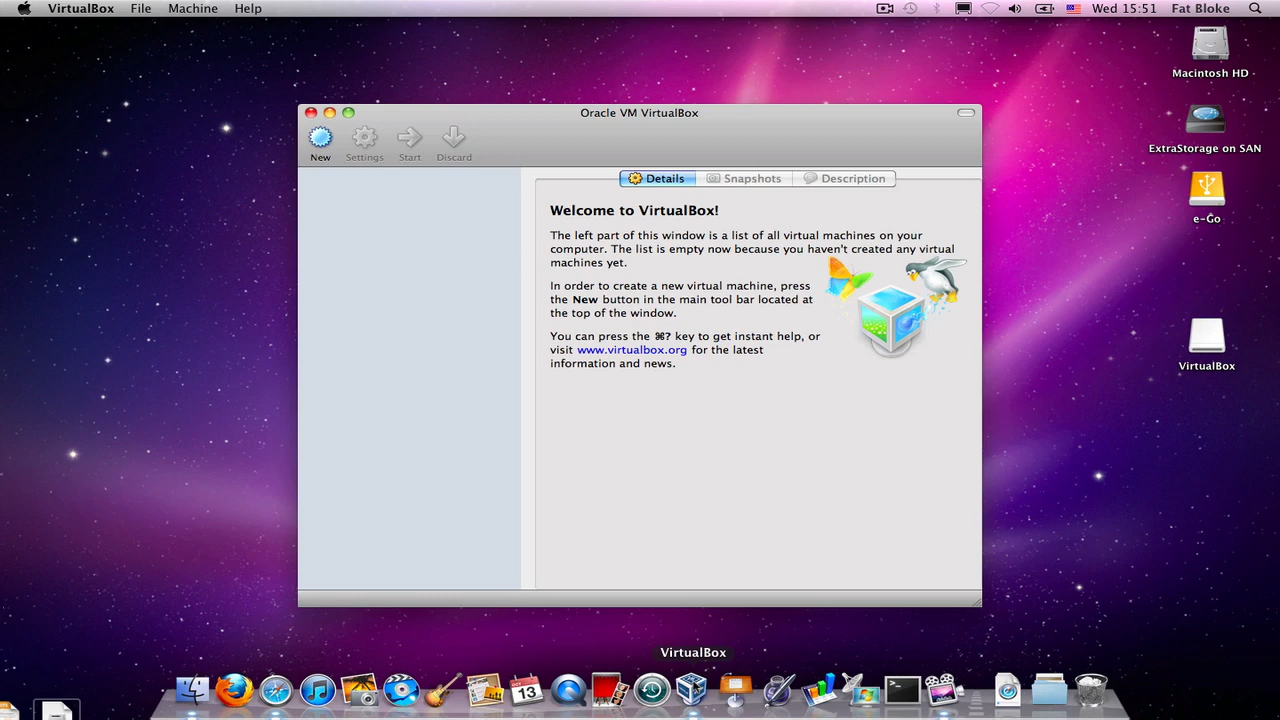 VirtualBox File Machine Help Wed 15:51 Fat Bloke
Macintosh HD
ExtraStorage on SAN
e-Go
VirtualBox
Oracle VM VirtualBox
New Settings Start Discard
Details Snapshots Description
Welcome to VirtualBox!
The left part of this window is a list of all virtual machines on your
computer. The list is empty now because you haven't created any virtual
machines yet.
In order to create a new virtual machine, press
the New button in the main tool bar located at
the top of the window.
You can press the ⌘? key to get instant help, or
visit www.virtualbox.org for the latest
information and news.
VirtualBox
OCT
13